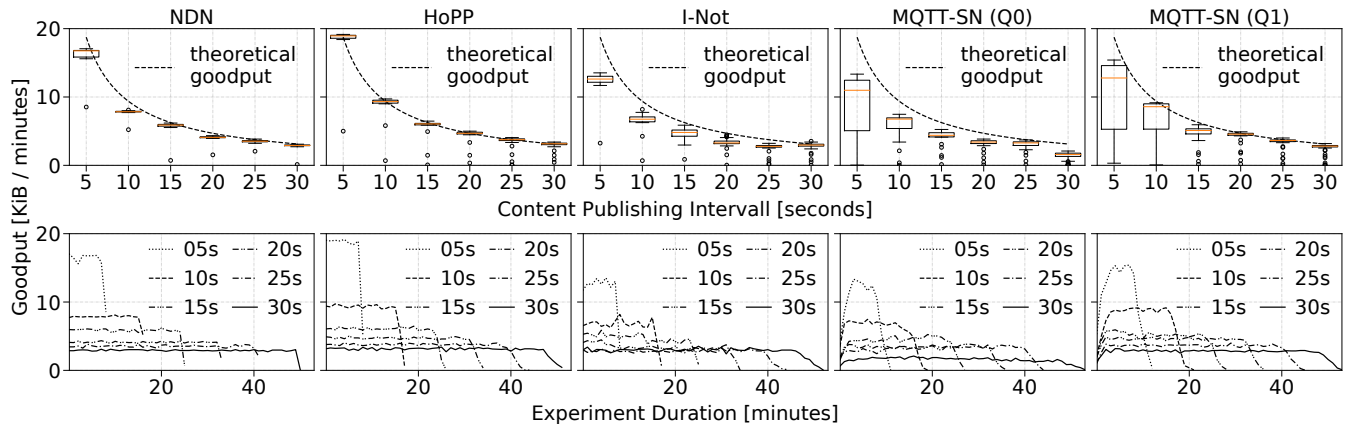 NDN HoPP I-Not MQTT-SN (Q0) MQTT-SN (Q1)
Goodput [KiB / minutes]
20
10
0
theoretical
goodput
theoretical
goodput
theoretical
goodput
theoretical
goodput
theoretical
goodput
5 10 15 20 25 30 5 10 15 20 25 30 5 10 15 20 25 30 5 10 15 20 25 30 5 10 15 20 25 30
Content Publishing Intervall [seconds]
20
10
0
05s 20s
10s 25s
15s 30s
05s 20s
10s 25s
15s 30s
05s 20s
10s 25s
15s 30s
05s 20s
10s 25s
15s 30s
05s 20s
10s 25s
15s 30s
20 40 20 40 20 40 20 40 20 40
Experiment Duration [minutes]